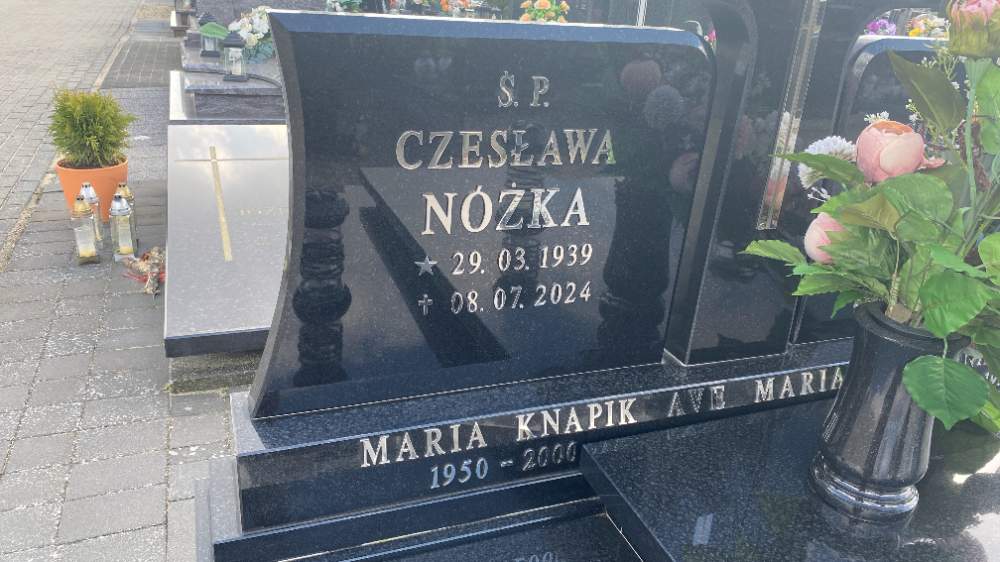 Ś. P.
CZESŁAWA
NÓŻKA
29. 03. 1939
08. 07. 2024
MARIA KNAPIK AVE MARIA
1950 - 2000